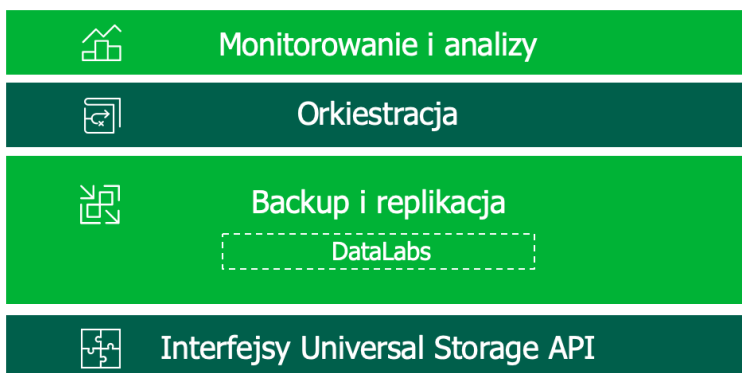 Monitorowanie i analizy
Orkiestracja
Backup i replikacja
DataLabs
Interfejsy Universal Storage API